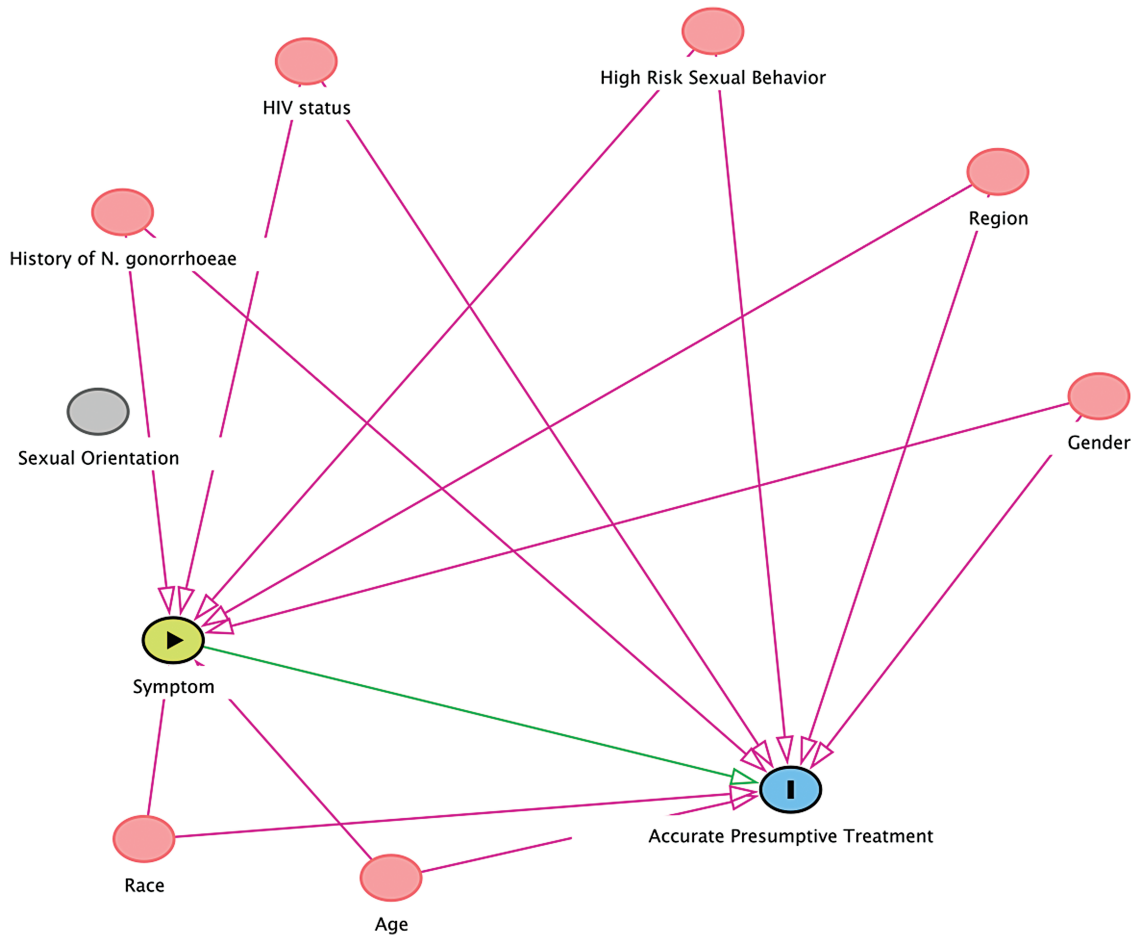 High Risk Sexual Behavior
HIV status
Region
History of N. gonorrhoeae
Gender
Sexual Orientation
Symptom
Accurate Presumptive Treatment
Race
Age